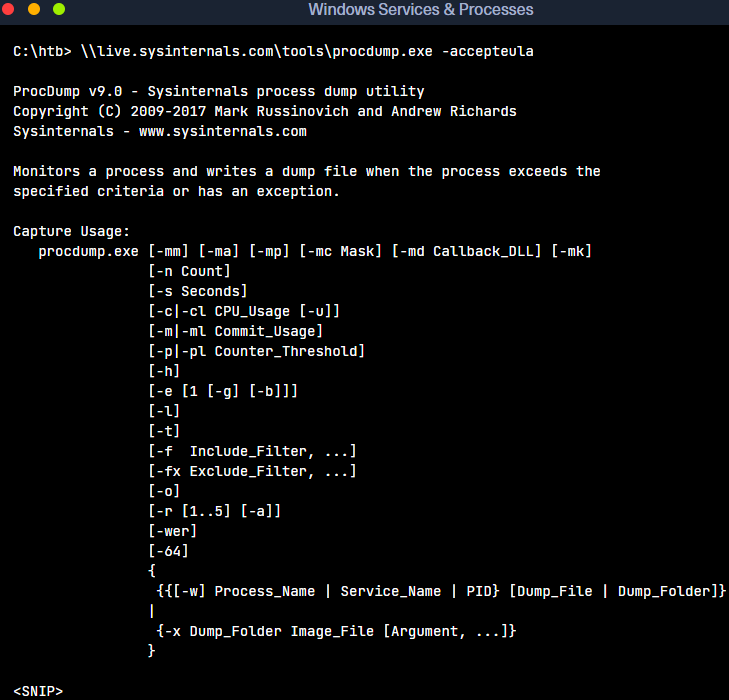 Windows Services & Processes
C:\htb> \\live.sysinternals.com\tools\procdump.exe -accepteula
ProcDump v9.0 - Sysinternals process dump utility
Copyright (C) 2009-2017 Mark Russinovich and Andrew Richards
Sysinternals - www.sysinternals.com
Monitors a process and writes a dump file when the process exceeds the
specified criteria or has an exception.
Capture Usage:
   procdump.exe [-mm] [-ma] [-mp] [-mc Mask] [-md Callback_DLL] [-mk]
                [-n Count]
                [-s Seconds]
                [-c|-cl CPU_Usage [-u]]
                [-m|-ml Commit_Usage]
                [-p|-pl Counter_Threshold]
                [-h]
                [-e [1 [-g] [-b]]]
                [-l]
                [-t]
                [-f  Include_Filter, ...]
                [-fx Exclude_Filter, ...]
                [-o]
                [-r [1..5] [-a]]
                [-wer]
                [-64]
                {
                 {{[-w] Process_Name | Service_Name | PID} [Dump_File | Dump_Folder]}
                |
                 {-x Dump_Folder Image_File [Argument, ...]}
                }
<SNIP>